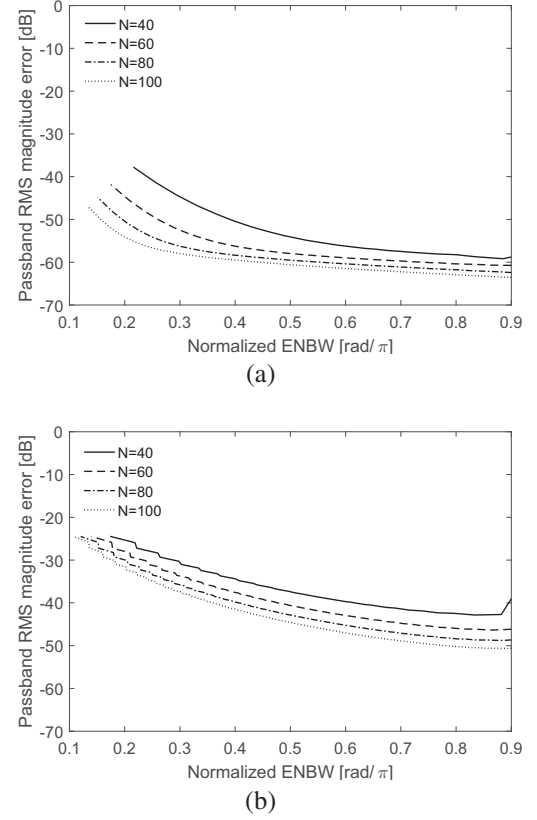 Passband RMS magnitude error [dB]
0
-10
-20
-30
-40
-50
-60
-70
N=40
N=60
N=80
N=100
0.1 0.2 0.3 0.4 0.5 0.6 0.7 0.8 0.9
Normalized ENBW [rad/ π]
(a)
Passband RMS magnitude error [dB]
0
-10
-20
-30
-40
-50
-60
-70
N=40
N=60
N=80
N=100
0.1 0.2 0.3 0.4 0.5 0.6 0.7 0.8 0.9
Normalized ENBW [rad/ π]
(b)